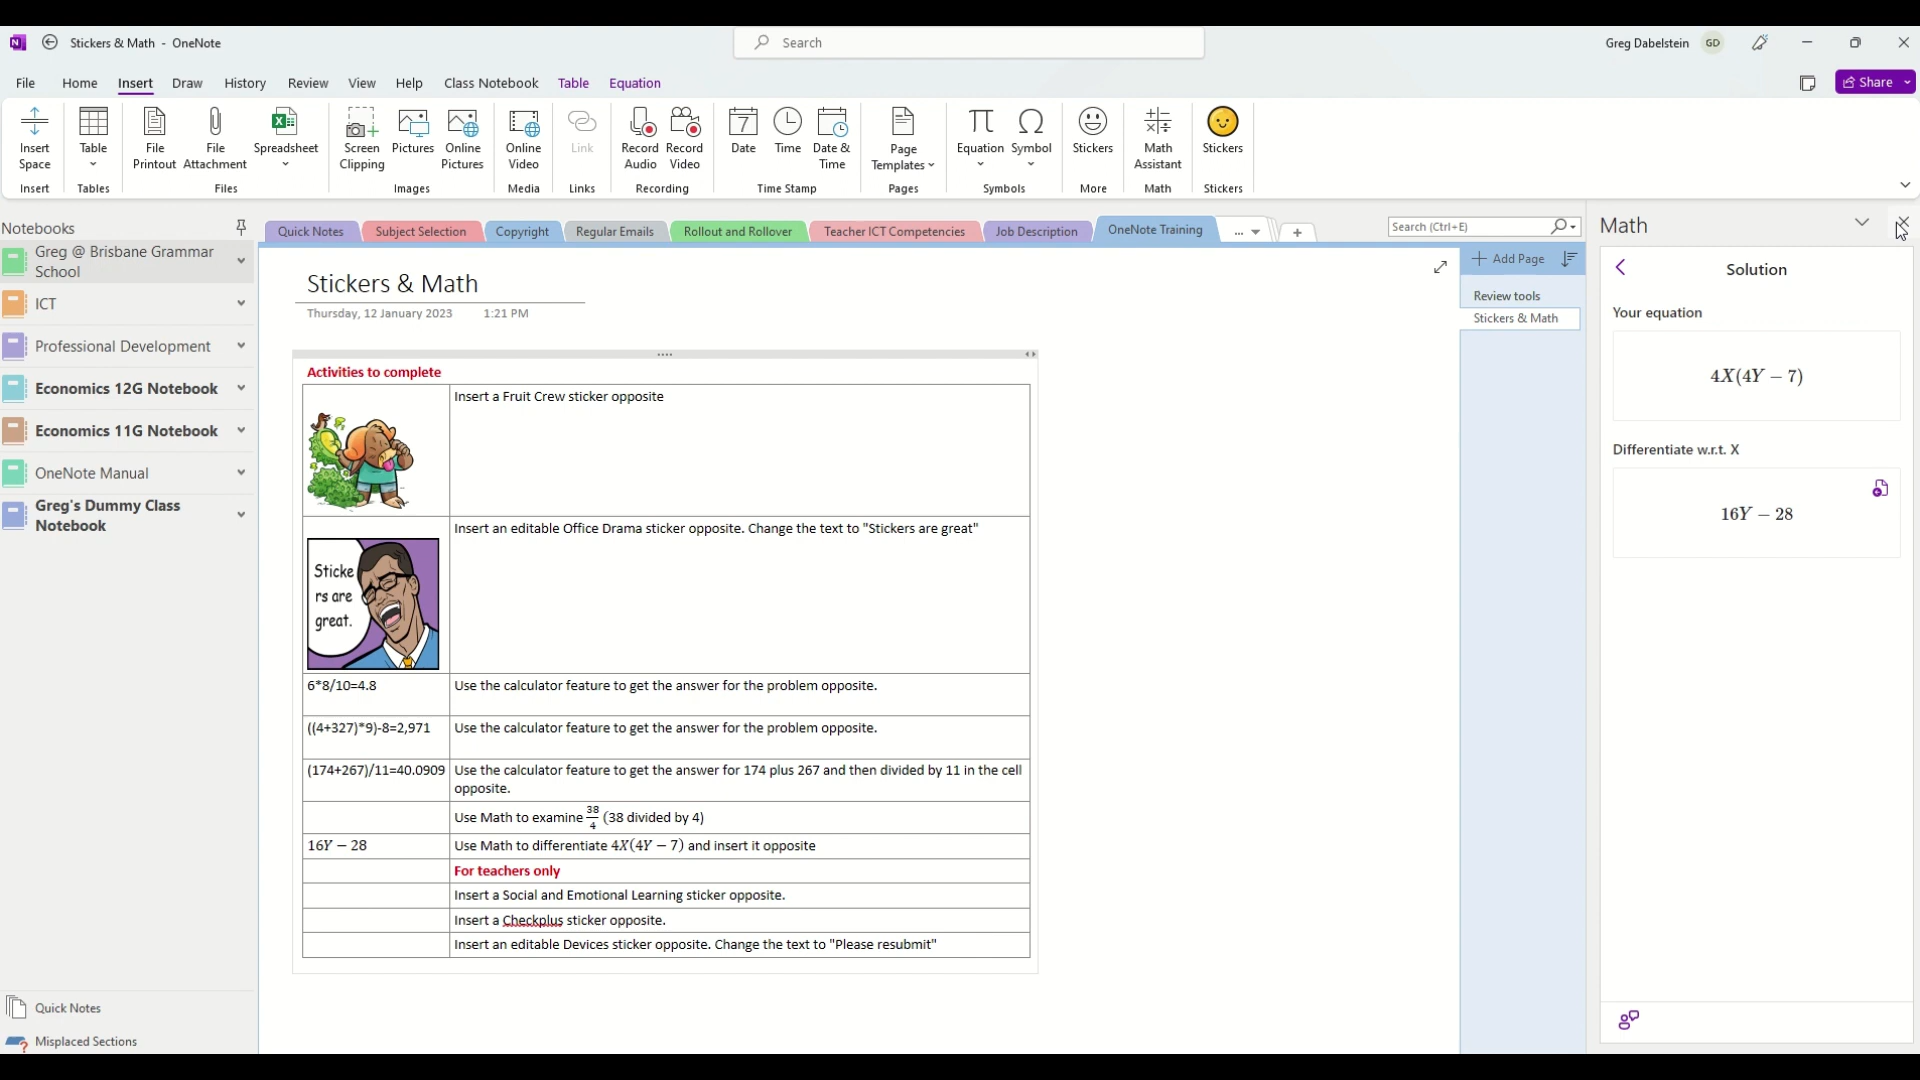 Stickers & Math - OneNote
Search
Greg Dabelstein GD
File Home Insert Draw History Review View Help Class Notebook Table Equation
Share
Insert Space
Table
File Printout
File Attachment
Spreadsheet
Screen Clipping
Pictures
Online Pictures
Online Video
Link
Record Audio
Record Video
7
Date
Time
Date & Time
Page Templates
Equation
Symbol
Stickers
Math Assistant
Stickers
Insert Tables Files Images Media Links Recording Time Stamp Pages Symbols More Math Stickers
Notebooks
Greg @ Brisbane Grammar
School
ICT
Professional Development
Economics 12G Notebook
Economics 11G Notebook
OneNote Manual
Greg's Dummy Class
Notebook
Quick Notes
Misplaced Sections
Quick Notes Subject Selection Copyright Regular Emails Rollout and Rollover Teacher ICT Competencies Job Description OneNote Training ... +
Search (Ctrl+E)
Stickers & Math
Thursday, 12 January 2023 1:21 PM
Activities to complete
Insert a Fruit Crew sticker opposite
Insert an editable Office Drama sticker opposite. Change the text to "Stickers are great"
Sticke
rs are
great.
6*8/10=4.8 Use the calculator feature to get the answer for the problem opposite.
((4+327)*9)-8=2,971 Use the calculator feature to get the answer for the problem opposite.
(174+267)/11=40.0909 Use the calculator feature to get the answer for 174 plus 267 and then divided by 11 in the cell
opposite.
Use Math to examine 38/4 (38 divided by 4)
16Y − 28 Use Math to differentiate 4X(4Y − 7) and insert it opposite
For teachers only
Insert a Social and Emotional Learning sticker opposite.
Insert a Checkplus sticker opposite.
Insert an editable Devices sticker opposite. Change the text to "Please resubmit"
Add Page
Review tools
Stickers & Math
Math
Solution
Your equation
4X(4Y − 7)
Differentiate w.r.t. X
16Y − 28